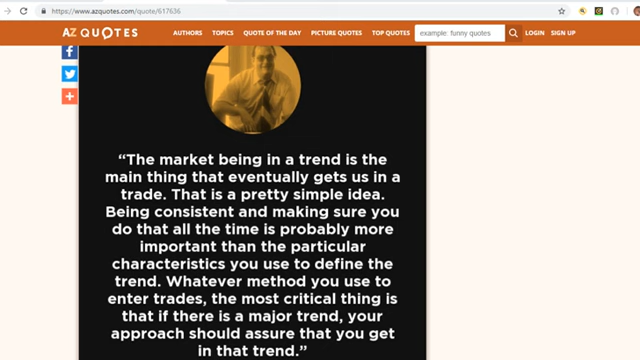 https://www.azquotes.com/quote/617636
AZ QUOTES AUTHORS TOPICS QUOTE OF THE DAY PICTURE QUOTES TOP QUOTES example: funny quotes LOGIN SIGN UP
“The market being in a trend is the
main thing that eventually gets us in a
trade. That is a pretty simple idea.
Being consistent and making sure you
do that all the time is probably more
important than the particular
characteristics you use to define the
trend. Whatever method you use to
enter trades, the most critical thing is
that if there is a major trend, your
approach should assure that you get
in that trend.”